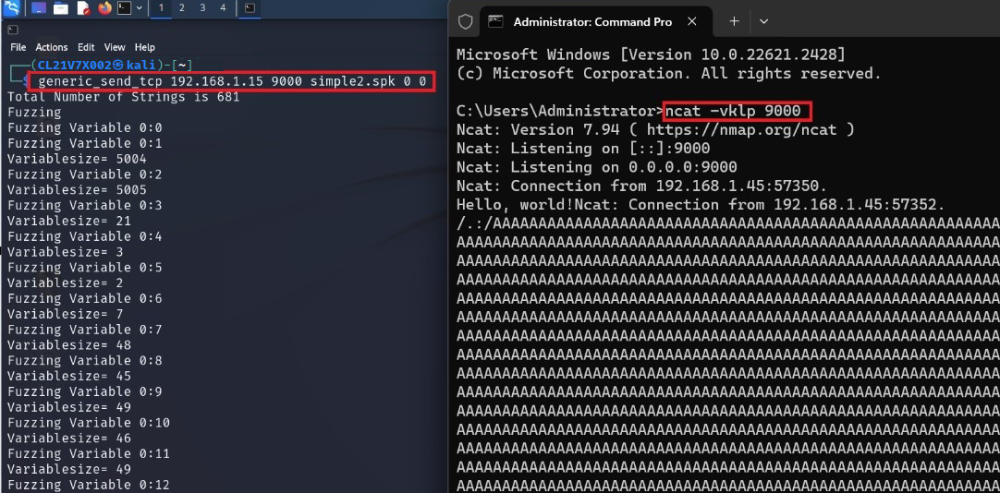 1 2 3 4
File Actions Edit View Help
(CL21V7X002㉿kali)-[~]
$ generic_send_tcp 192.168.1.15 9000 simple2.spk 0 0
Total Number of Strings is 681
Fuzzing
Fuzzing Variable 0:0
Fuzzing Variable 0:1
Variablesize= 5004
Fuzzing Variable 0:2
Variablesize= 5005
Fuzzing Variable 0:3
Variablesize= 21
Fuzzing Variable 0:4
Variablesize= 3
Fuzzing Variable 0:5
Variablesize= 2
Fuzzing Variable 0:6
Variablesize= 7
Fuzzing Variable 0:7
Variablesize= 48
Fuzzing Variable 0:8
Variablesize= 45
Fuzzing Variable 0:9
Variablesize= 49
Fuzzing Variable 0:10
Variablesize= 46
Fuzzing Variable 0:11
Variablesize= 49
Fuzzing Variable 0:12
Administrator: Command Pro
Microsoft Windows [Version 10.0.22621.2428]
(c) Microsoft Corporation. All rights reserved.
C:\Users\Administrator>ncat -vklp 9000
Ncat: Version 7.94 ( https://nmap.org/ncat )
Ncat: Listening on [::]:9000
Ncat: Listening on 0.0.0.0:9000
Ncat: Connection from 192.168.1.45:57350.
Hello, world!Ncat: Connection from 192.168.1.45:57352.
/.:/AAAAAAAAAAAAAAAAAAAAAAAAAAAAAAAAAAAAAAAAAAAAAAAAAAAAAAAA
AAAAAAAAAAAAAAAAAAAAAAAAAAAAAAAAAAAAAAAAAAAAAAAAAAAAAAAAAAAA
AAAAAAAAAAAAAAAAAAAAAAAAAAAAAAAAAAAAAAAAAAAAAAAAAAAAAAAAAAAA
AAAAAAAAAAAAAAAAAAAAAAAAAAAAAAAAAAAAAAAAAAAAAAAAAAAAAAAAAAAA
AAAAAAAAAAAAAAAAAAAAAAAAAAAAAAAAAAAAAAAAAAAAAAAAAAAAAAAAAAAA
AAAAAAAAAAAAAAAAAAAAAAAAAAAAAAAAAAAAAAAAAAAAAAAAAAAAAAAAAAAA
AAAAAAAAAAAAAAAAAAAAAAAAAAAAAAAAAAAAAAAAAAAAAAAAAAAAAAAAAAAA
AAAAAAAAAAAAAAAAAAAAAAAAAAAAAAAAAAAAAAAAAAAAAAAAAAAAAAAAAAAA
AAAAAAAAAAAAAAAAAAAAAAAAAAAAAAAAAAAAAAAAAAAAAAAAAAAAAAAAAAAA
AAAAAAAAAAAAAAAAAAAAAAAAAAAAAAAAAAAAAAAAAAAAAAAAAAAAAAAAAAAA
AAAAAAAAAAAAAAAAAAAAAAAAAAAAAAAAAAAAAAAAAAAAAAAAAAAAAAAAAAAA
AAAAAAAAAAAAAAAAAAAAAAAAAAAAAAAAAAAAAAAAAAAAAAAAAAAAAAAAAAAA
AAAAAAAAAAAAAAAAAAAAAAAAAAAAAAAAAAAAAAAAAAAAAAAAAAAAAAAAAAAA
AAAAAAAAAAAAAAAAAAAAAAAAAAAAAAAAAAAAAAAAAAAAAAAAAAAAAAAAAAAA
AAAAAAAAAAAAAAAAAAAAAAAAAAAAAAAAAAAAAAAAAAAAAAAAAAAAAAAAAAAA